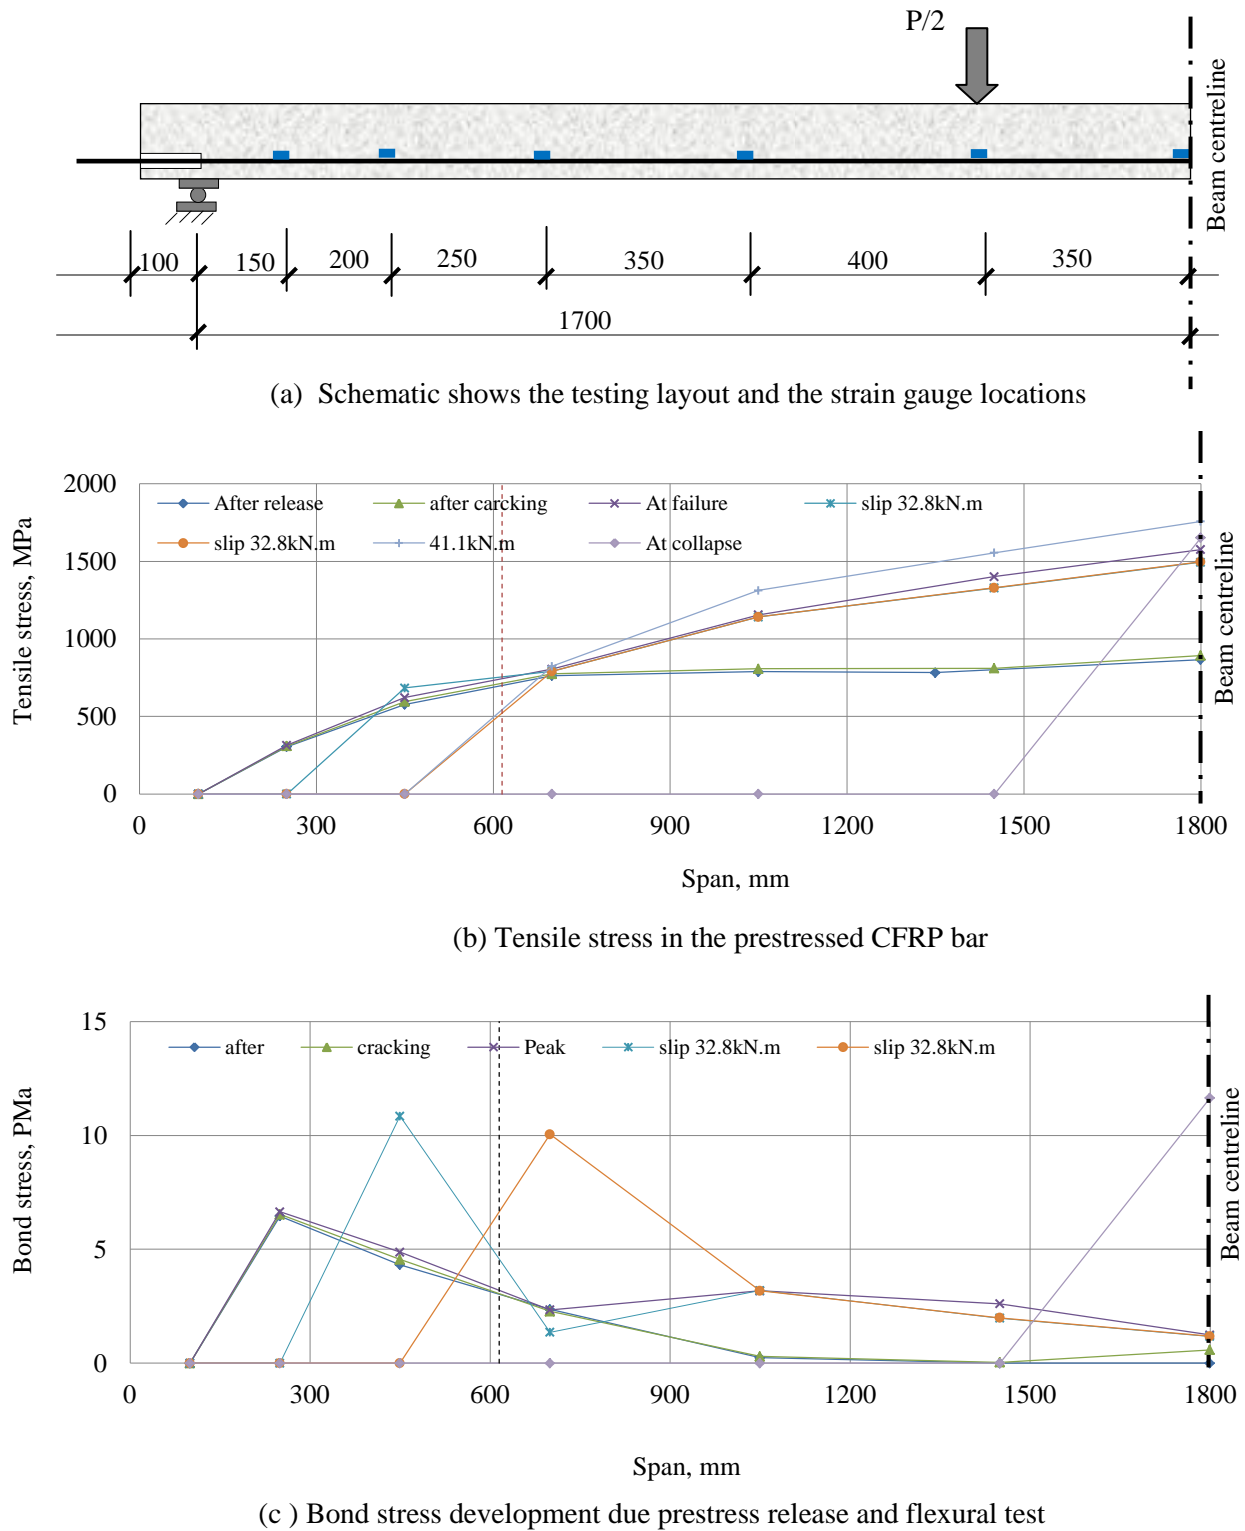 P/2
Beam centreline
100 150 200 250 350 400 350
1700
(a) Schematic shows the testing layout and the strain gauge locations
2000
1500
1000
500
0
Tensile stress, MPa
After release
after carcking
At failure
slip 32.8kN.m
slip 32.8kN.m
41.1kN.m
At collapse
Beam centreline
0 300 600 900 1200 1500 1800
Span, mm
(b) Tensile stress in the prestressed CFRP bar
15
10
5
0
Bond stress, PMa
after
cracking
Peak
slip 32.8kN.m
slip 32.8kN.m
Beam centreline
0 300 600 900 1200 1500 1800
Span, mm
(c ) Bond stress development due prestress release and flexural test